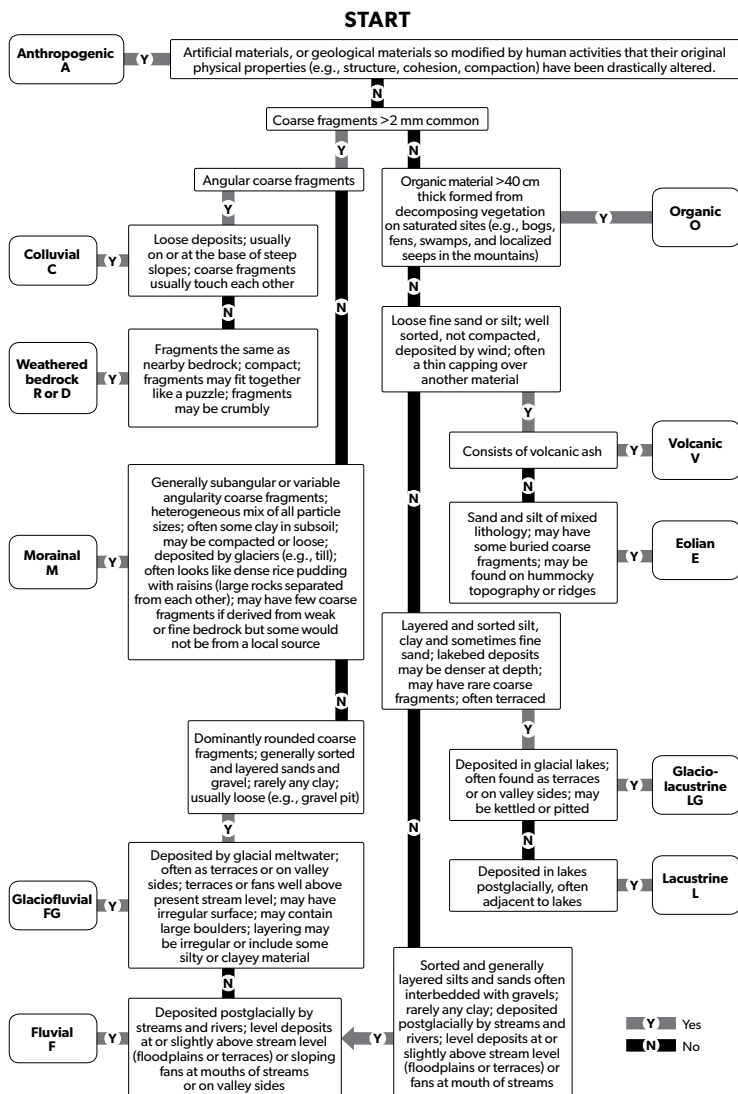 START
Anthropogenic
A
Y
Artificial materials, or geological materials so modified by human activities that their original
physical properties (e.g., structure, cohesion, compaction) have been drastically altered.
N
Coarse fragments >2 mm common
Y
N
Angular coarse fragments
Y
N
Organic material >40 cm
thick formed from
decomposing vegetation
on saturated sites (e.g., bogs,
fens, swamps, and localized
seeps in the mountains)
Y
Organic
O
N
Colluvial
C
Y
Loose deposits; usually
on or at the base of steep
slopes; coarse fragments
usually touch each other
N
Weathered
bedrock
R or D
Y
Fragments the same as
nearby bedrock; compact;
fragments may fit together
like a puzzle; fragments
may be crumbly
Loose fine sand or silt; well
sorted, not compacted,
deposited by wind; often
a thin capping over
another material
Y
N
Consists of volcanic ash
Y
Volcanic
V
N
Sand and silt of mixed
lithology; may have
some buried coarse
fragments; may be
found on hummocky
topography or ridges
Y
Eolian
E
Morainal
M
Y
Generally subangular or variable
angularity coarse fragments;
heterogeneous mix of all particle
sizes; often some clay in subsoil;
may be compacted or loose;
deposited by glaciers (e.g., till);
often looks like dense rice pudding
with raisins (large rocks separated
from each other); may have few coarse
fragments if derived from weak
or fine bedrock but some would
not be from a local source
N
Layered and sorted silt,
clay and sometimes fine
sand; lakebed deposits
may be denser at depth;
may have rare coarse
fragments; often terraced
Y
N
Deposited in glacial lakes;
often found as terraces
or on valley sides; may
be kettled or pitted
Y
Glacio-
lacustrine
LG
N
Deposited in lakes
postglacially, often
adjacent to lakes
Y
Lacustrine
L
Dominantly rounded coarse
fragments; generally sorted
and layered sands and
gravel; rarely any clay;
usually loose (e.g., gravel pit)
Y
Glaciofluvial
FG
Y
Deposited by glacial meltwater;
often as terraces or on valley
sides; terraces or fans well above
present stream level; may have
irregular surface; may contain
large boulders; layering may
be irregular or include some
silty or clayey material
N
Fluvial
F
Y
Deposited postglacially by
streams and rivers; level deposits
at or slightly above stream level
(floodplains or terraces) or sloping
fans at mouths of streams
or on valley sides
Y
Sorted and generally
layered silts and sands often
interbedded with gravels;
rarely any clay; deposited
postglacially by streams and
rivers; level deposits at or
slightly above stream level
(floodplains or terraces) or
fans at mouth of streams
Y Yes
N No